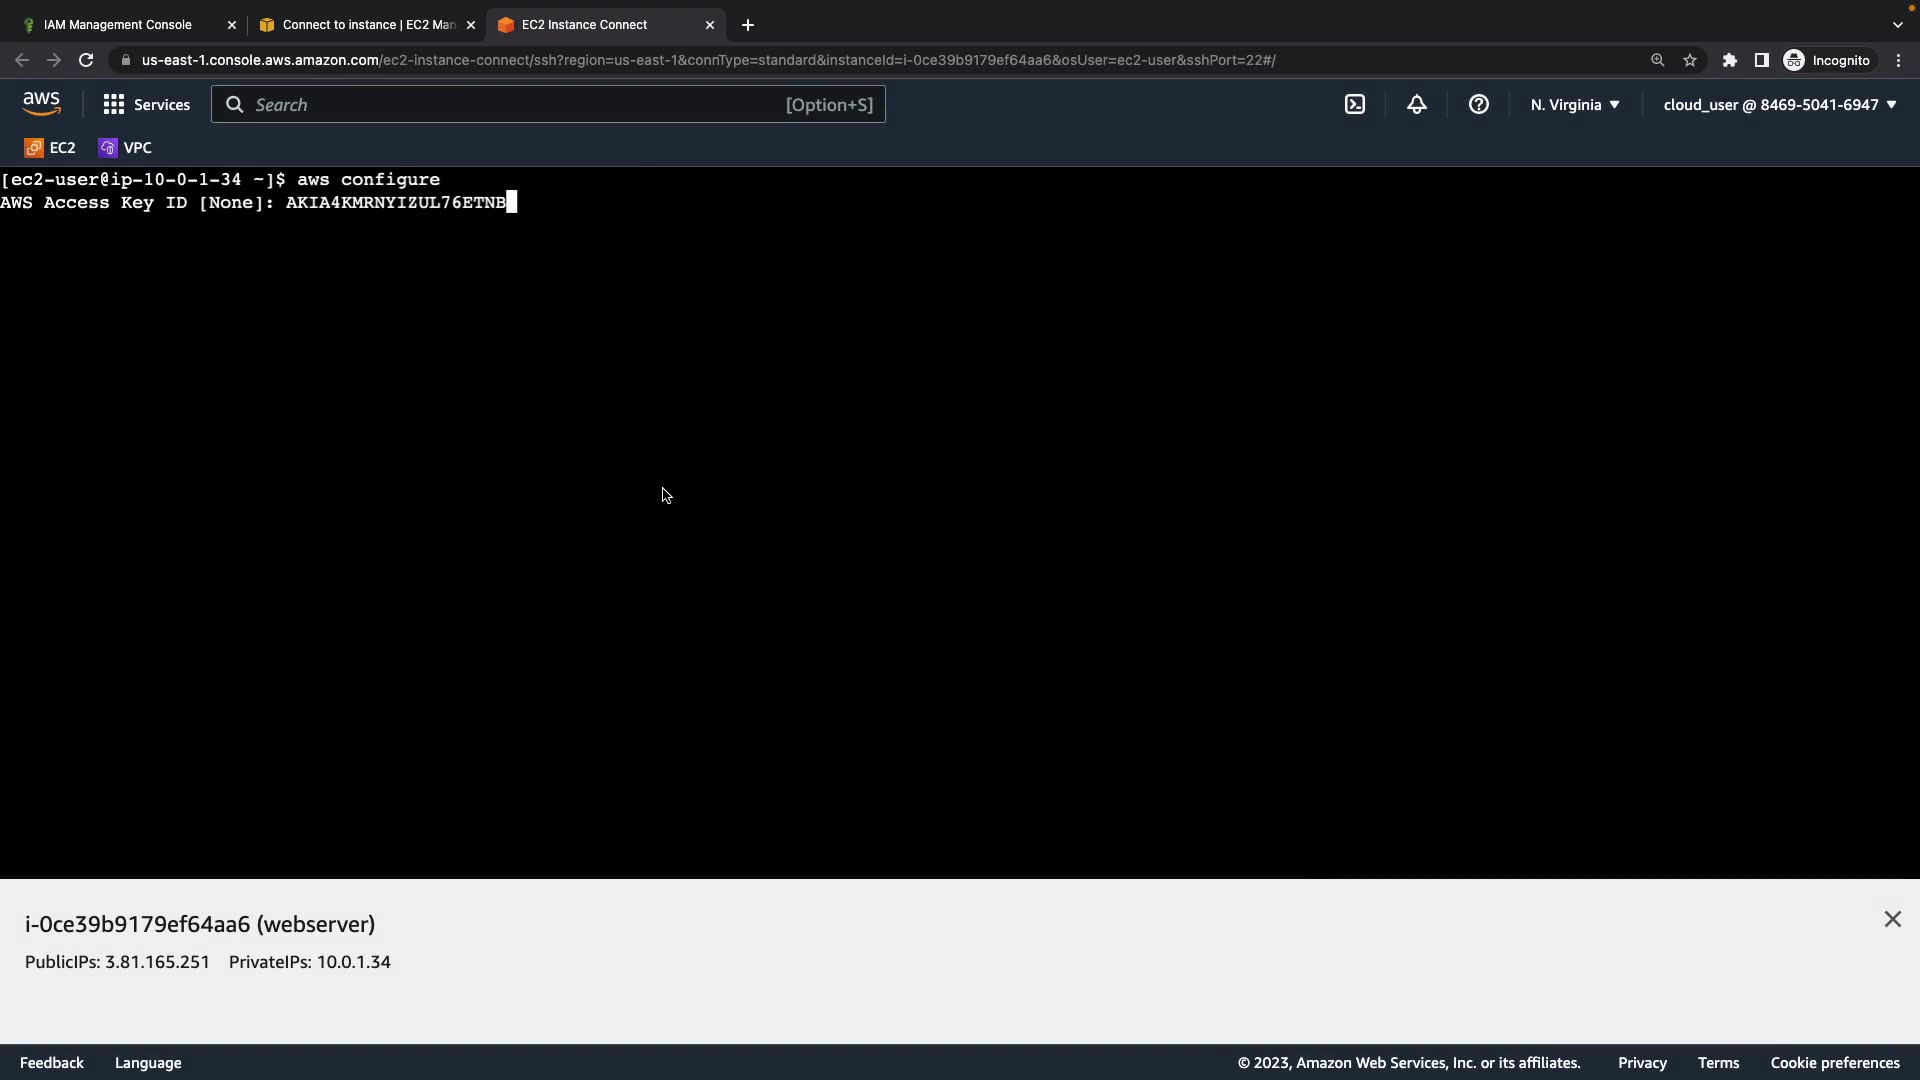 IAM Management Console
Connect to instance | EC2 Man
EC2 Instance Connect
us-east-1.console.aws.amazon.com/ec2-instance-connect/ssh?region=us-east-1&connType=standard&instanceId=i-0ce39b9179ef64aa6&osUser=ec2-user&sshPort=22#/
Incognito
aws
Services
Search
[Option+S]
N. Virginia
cloud_user @ 8469-5041-6947
EC2
VPC
[ec2-user@ip-10-0-1-34 ~]$ aws configure
AWS Access Key ID [None]: AKIA4KMRNYIZUL76ETNB
i-0ce39b9179ef64aa6 (webserver)
PublicIPs: 3.81.165.251 PrivateIPs: 10.0.1.34
Feedback
Language
© 2023, Amazon Web Services, Inc. or its affiliates.
Privacy
Terms
Cookie preferences